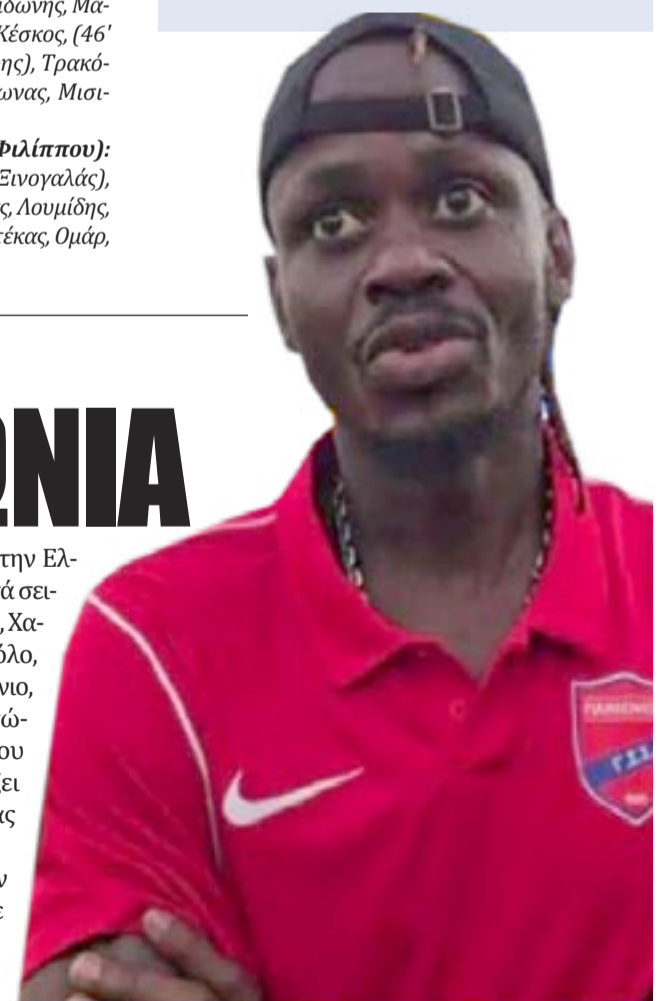 ιδώνης, Μα-
Κέσκος, (46'
ης), Τρακό-
ωνας, Μισι-
Φιλίππου):
Ξινογαλάς),
ς, Λουμίδης,
τέκας, Ομάρ,
ΩΝΙΑ
την Ελ-
ά σει-
, Χα-
όλο,
νιο,
ώ-
ου
ει
ας
ν
ε